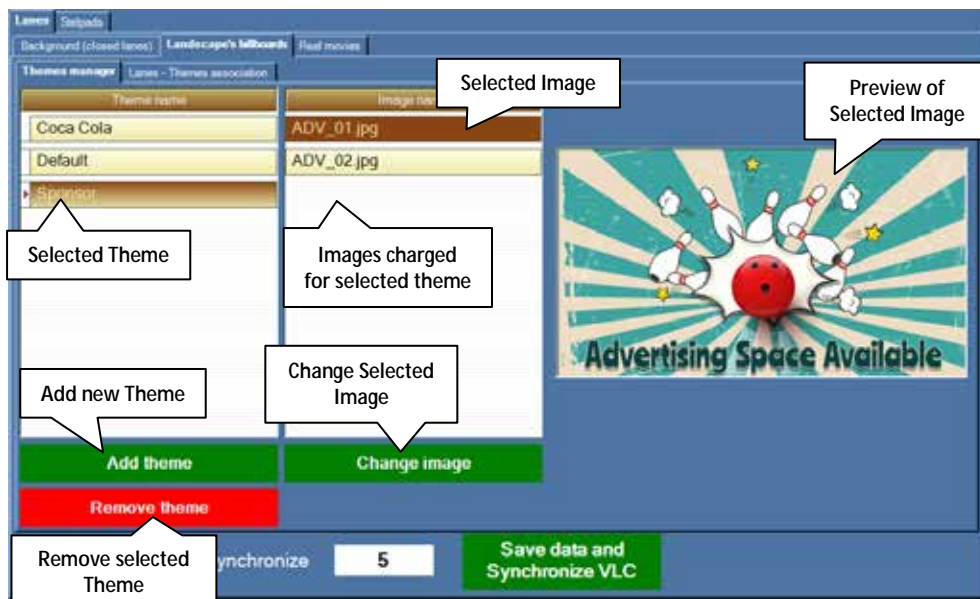 Lanes Setpads
Background (closed lanes) Landscape's billboards Real movies
Themes manager Lanes - Themes association
Theme name
Image
Selected Image
Preview of
Selected Image
Coca Cola
ADV_01.jpg
Default
ADV_02.jpg
Sponsor
Selected Theme
Images charged
for selected theme
Advertising Space Available
Change Selected
Image
Add new Theme
Add theme
Change image
Remove theme
Remove selected
Theme
5
Save data and
Synchronize VLC